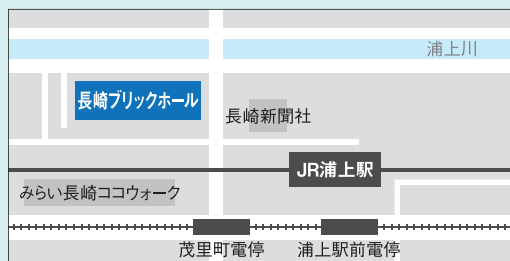 浦上川
長崎ブリックホール
長崎新聞社
JR浦上駅
みらい長崎ココウォーク
茂里町電停
浦上駅前電停